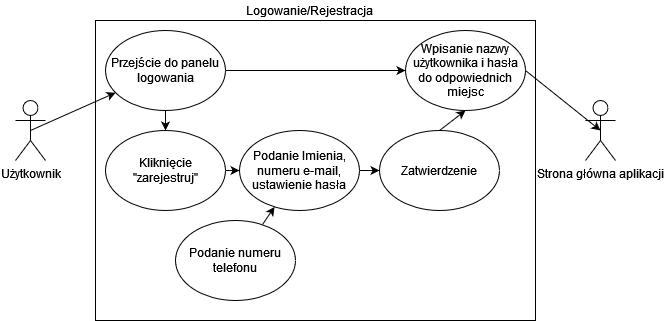 Logowanie/Rejestracja
Przejście do panelu
logowania
Wpisanie nazwy
użytkownika i hasła
do odpowiednich
miejsc
Użytkownik
Kliknięcie
"zarejestruj"
Podanie Imienia,
numeru e-mail,
ustawienie hasła
Zatwierdzenie
Strona główna aplikacji
Podanie numeru
telefonu